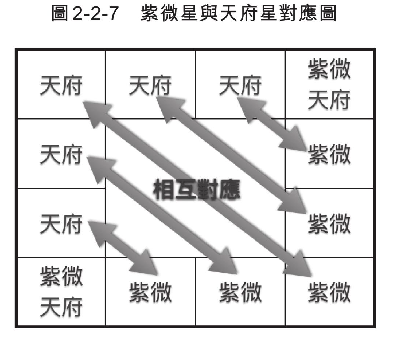 圖2-2-7 紫微星與天府星對應圖
天府 天府 天府 紫微
天府
天府 紫微
相互對應
天府 紫微
紫微
天府 紫微 紫微 紫微